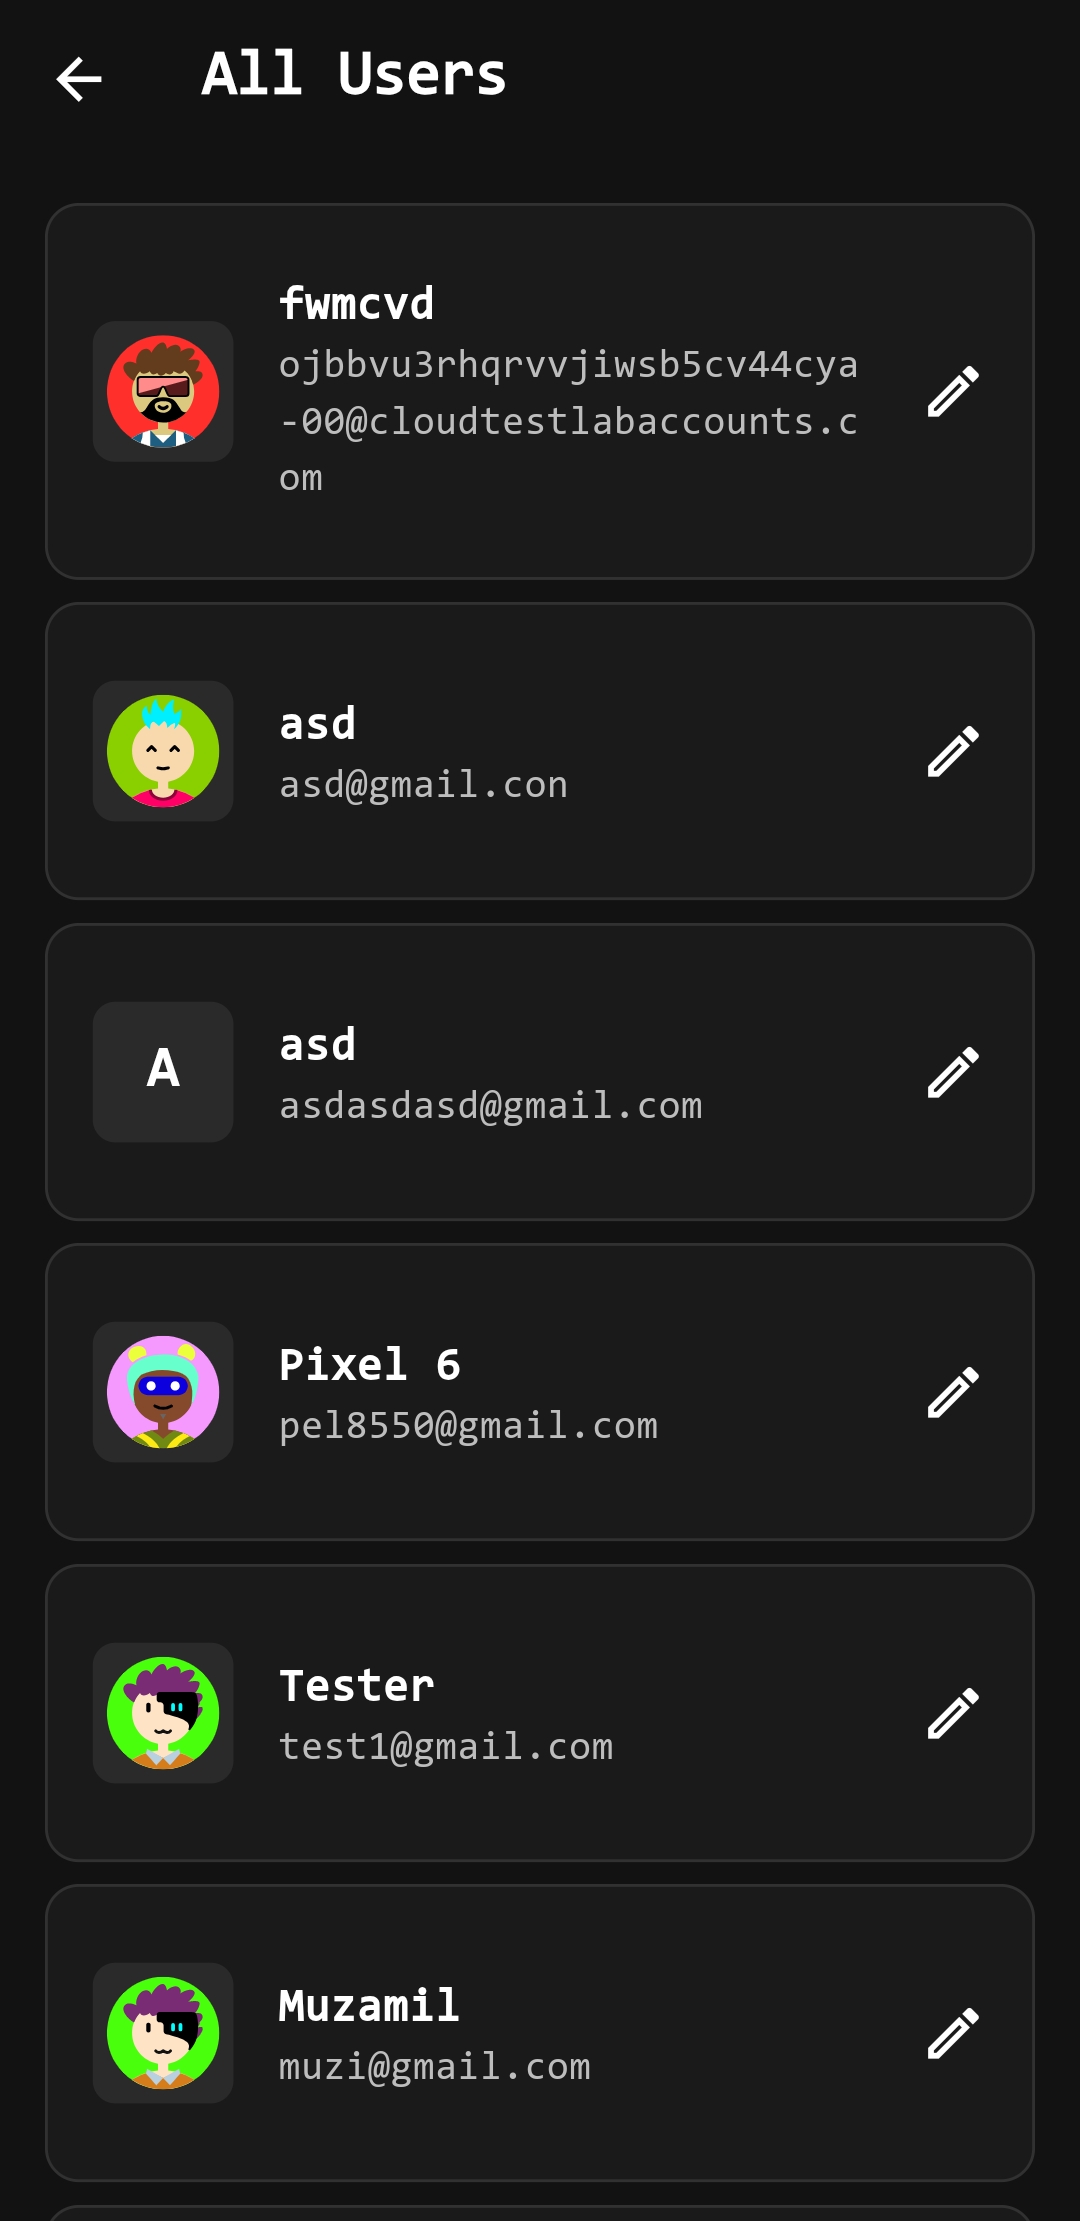 All Users
fwmcvd
ojbbvu3rhqrvvjiwsb5cv44cya
-00@cloudtestlabaccounts.c
om
asd
asd@gmail.con
A
asd
asdasdasd@gmail.com
Pixel 6
pel8550@gmail.com
Tester
test1@gmail.com
Muzamil
muzi@gmail.com